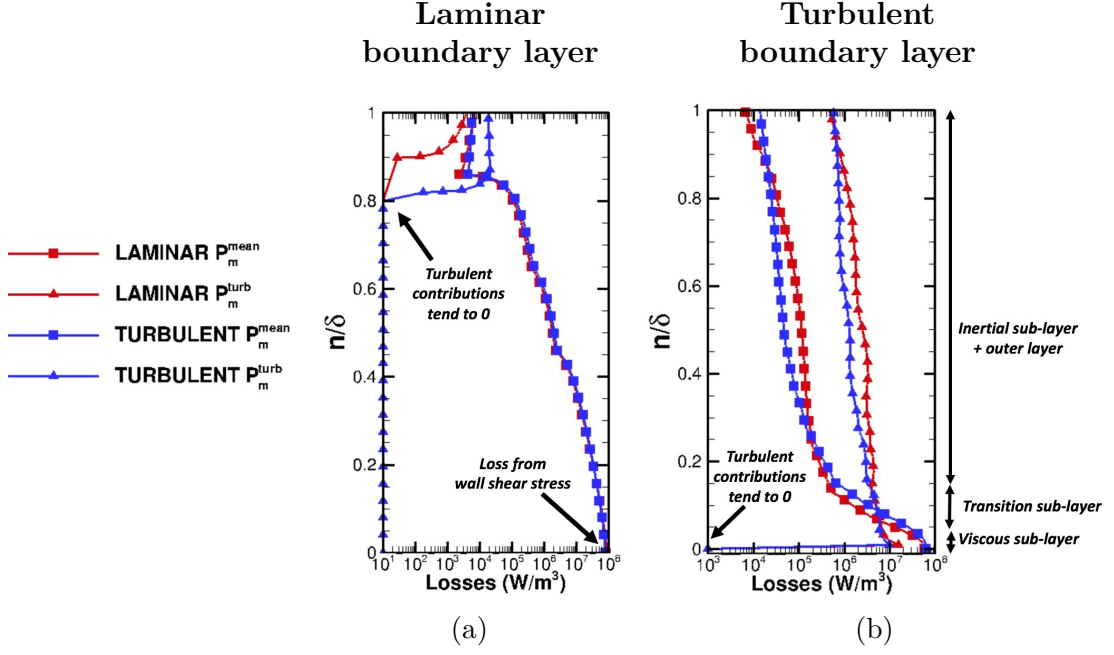 Laminar
boundary layer
Turbulent
boundary layer
LAMINAR P_m^mean
LAMINAR P_m^turb
TURBULENT P_m^mean
TURBULENT P_m^turb
n/δ
1
0.8
0.6
0.4
0.2
0
Turbulent
contributions
tend to 0
Loss from
wall shear stress
10^1 10^2 10^3 10^4 10^5 10^6 10^7 10^8
Losses (W/m³)
(a)
n/δ
1
0.8
0.6
0.4
0.2
0
Turbulent
contributions
tend to 0
10^3 10^4 10^5 10^6 10^7 10^8
Losses (W/m³)
Inertial sub-layer
+ outer layer
Transition sub-layer
Viscous sub-layer
(b)